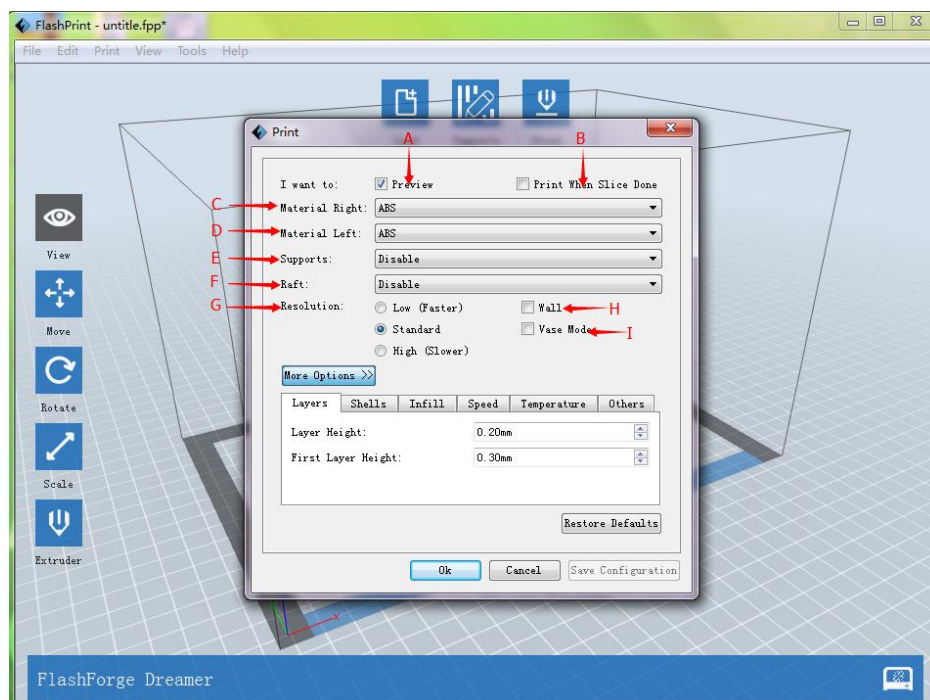 FlashPrint - untitle.fpp*
File Edit Print View Tools Help
Print
A
B
I want to: Preview Print When Slice Done
C
Material Right: ABS
D
Material Left: ABS
E
Supports: Disable
F
Raft: Disable
G
Resolution: Low (Faster) Wall
H
Standard Vase Mode
I
High (Slower)
More Options >>
Layers Shells Infill Speed Temperature Others
Layer Height: 0.20mm
First Layer Height: 0.30mm
Restore Defaults
Ok Cancel Save Configuration
View
Move
Rotate
Scale
Extruder
x
FlashForge Dreamer